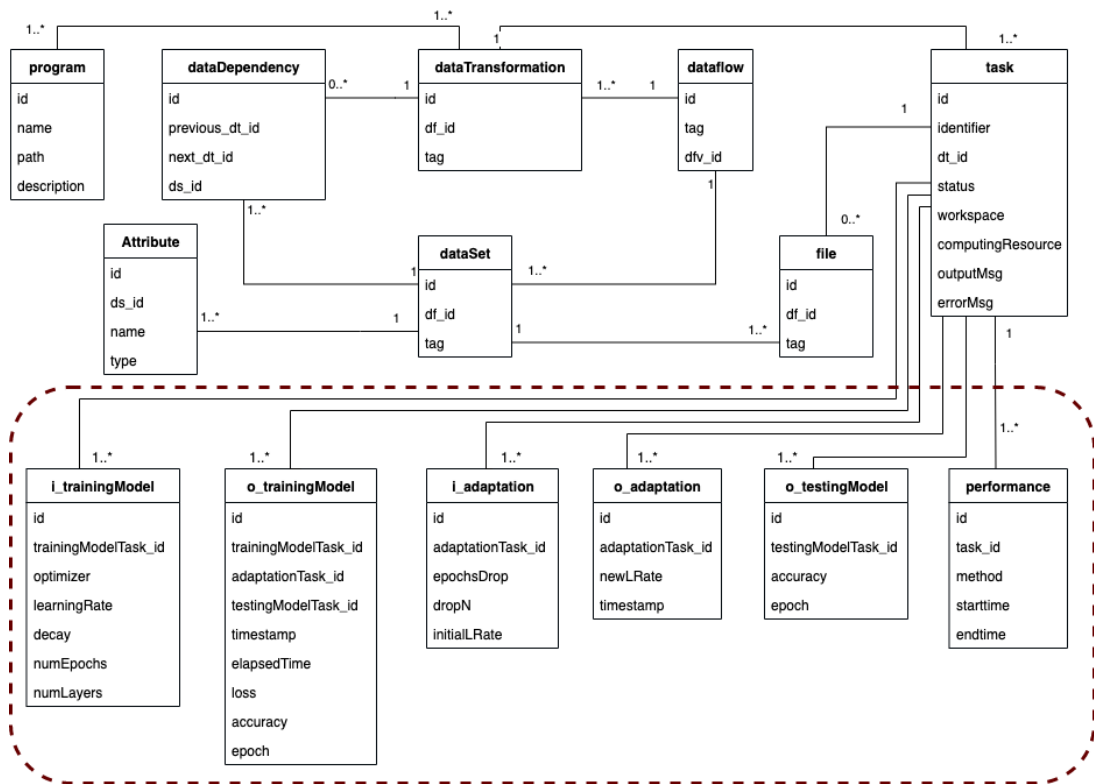 1..*
1..*
1
1..*
program
id
name
path
description
dataDependency
id
previous_dt_id
next_dt_id
ds_id
0..*
1
dataTransformation
id
df_id
tag
1..*
1
dataflow
id
tag
dfv_id
1
task
id
identifier
dt_id
status
workspace
computingResource
outputMsg
errorMsg
1
1..*
0..*
Attribute
id
ds_id
name
type
1..*
1
1
dataSet
id
df_id
tag
1..*
1
1..*
file
id
df_id
tag
1
1..*
1..*
1..*
1..*
1..*
1..*
i_trainingModel
id
trainingModelTask_id
optimizer
learningRate
decay
numEpochs
numLayers
o_trainingModel
id
trainingModelTask_id
adaptationTask_id
testingModelTask_id
timestamp
elapsedTime
loss
accuracy
epoch
i_adaptation
id
adaptationTask_id
epochsDrop
dropN
initialLRate
o_adaptation
id
adaptationTask_id
newLRate
timestamp
o_testingModel
id
testingModelTask_id
accuracy
epoch
performance
id
task_id
method
starttime
endtime